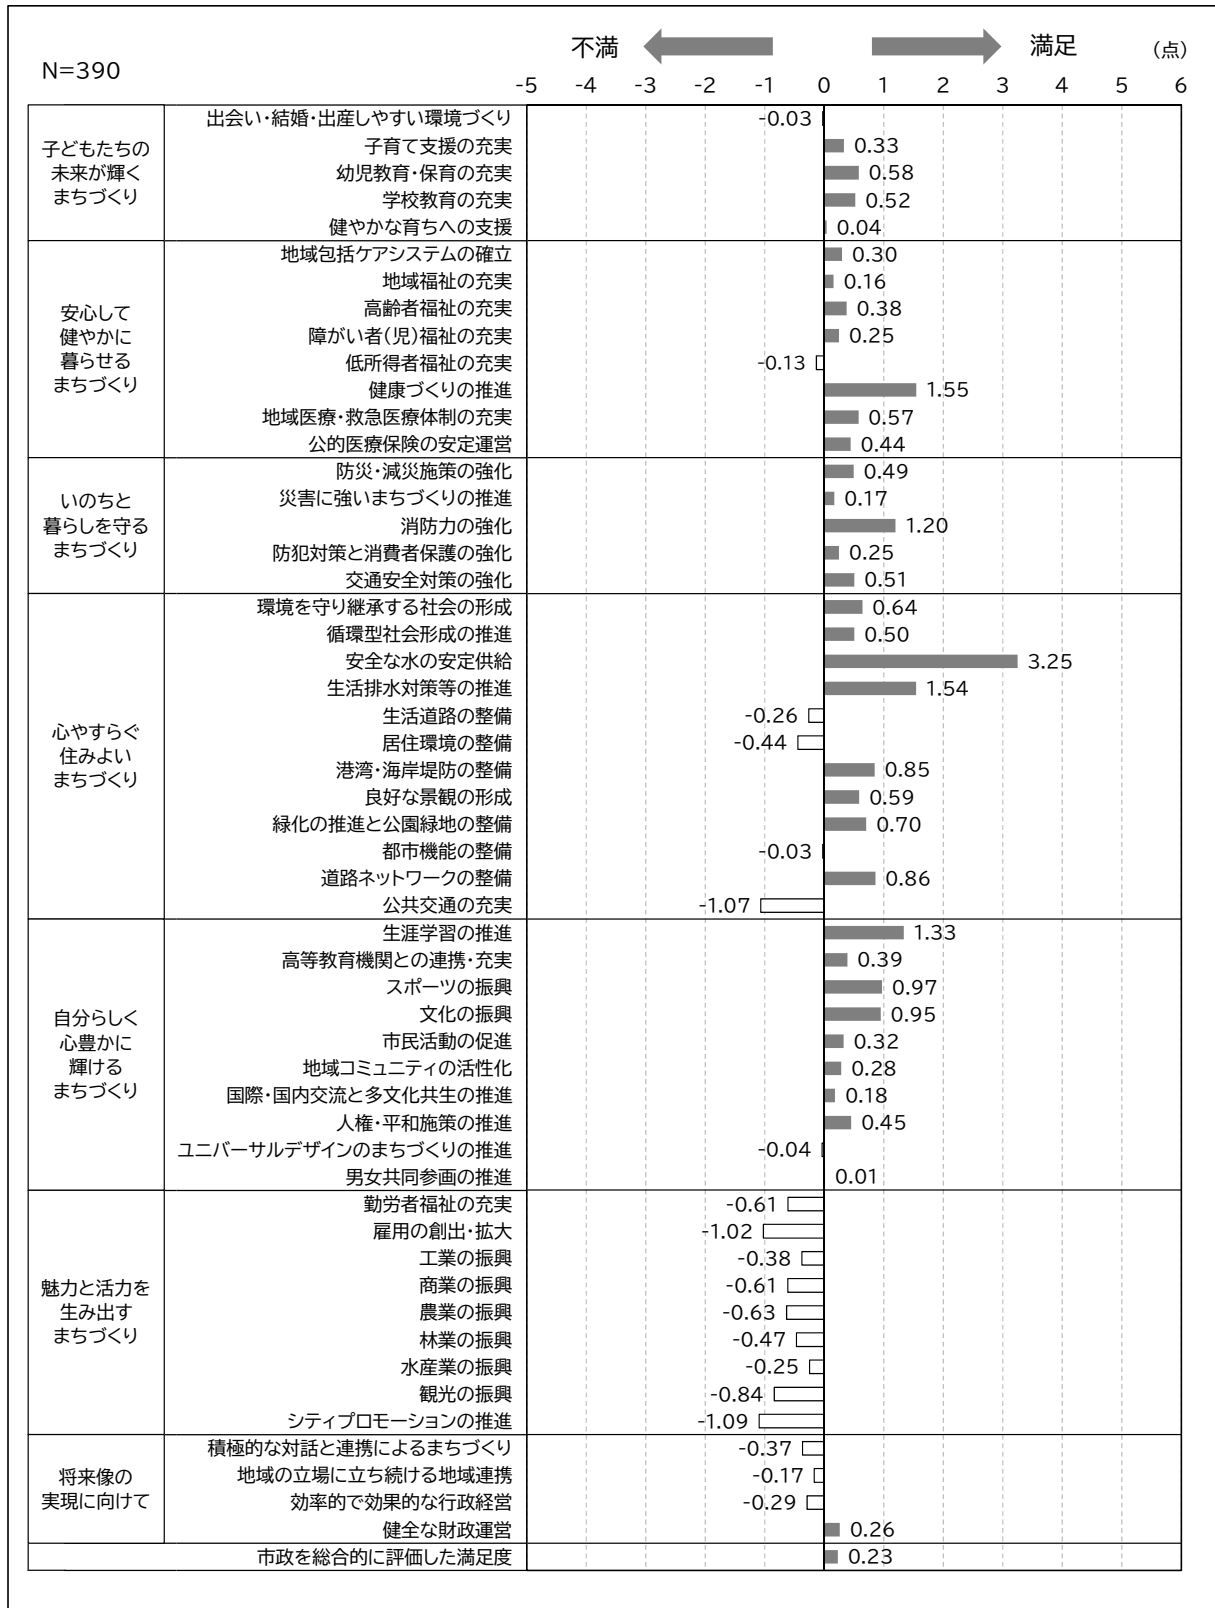 不満 満足 (点)
N=390
-5 -4 -3 -2 -1 0 1 2 3 4 5 6
子どもたちの
未来が輝く
まちづくり
出会い・結婚・出産しやすい環境づくり -0.03
子育て支援の充実 0.33
幼児教育・保育の充実 0.58
学校教育の充実 0.52
健やかな育ちへの支援 0.04
安心して
健やかに
暮らせる
まちづくり
地域包括ケアシステムの確立 0.30
地域福祉の充実 0.16
高齢者福祉の充実 0.38
障がい者(児)福祉の充実 0.25
低所得者福祉の充実 -0.13
健康づくりの推進 1.55
地域医療・救急医療体制の充実 0.57
公的医療保険の安定運営 0.44
いのちと
暮らしを守る
まちづくり
防災・減災施策の強化 0.49
災害に強いまちづくりの推進 0.17
消防力の強化 1.20
防犯対策と消費者保護の強化 0.25
交通安全対策の強化 0.51
心やすらぐ
住みよい
まちづくり
環境を守り継承する社会の形成 0.64
循環型社会形成の推進 0.50
安全な水の安定供給 3.25
生活排水対策等の推進 1.54
生活道路の整備 -0.26
居住環境の整備 -0.44
港湾・海岸堤防の整備 0.85
良好な景観の形成 0.59
緑化の推進と公園緑地の整備 0.70
都市機能の整備 -0.03
道路ネットワークの整備 0.86
公共交通の充実 -1.07
自分らしく
心豊かに
輝ける
まちづくり
生涯学習の推進 1.33
高等教育機関との連携・充実 0.39
スポーツの振興 0.97
文化の振興 0.95
市民活動の促進 0.32
地域コミュニティの活性化 0.28
国際・国内交流と多文化共生の推進 0.18
人権・平和施策の推進 0.45
ユニバーサルデザインのまちづくりの推進 -0.04
男女共同参画の推進 0.01
魅力と活力を
生み出す
まちづくり
勤労者福祉の充実 -0.61
雇用の創出・拡大 -1.02
工業の振興 -0.38
商業の振興 -0.61
農業の振興 -0.63
林業の振興 -0.47
水産業の振興 -0.25
観光の振興 -0.84
シティプロモーションの推進 -1.09
将来像の
実現に向けて
積極的な対話と連携によるまちづくり -0.37
地域の立場に立ち続ける地域連携 -0.17
効率的で効果的な行政経営 -0.29
健全な財政運営 0.26
市政を総合的に評価した満足度 0.23